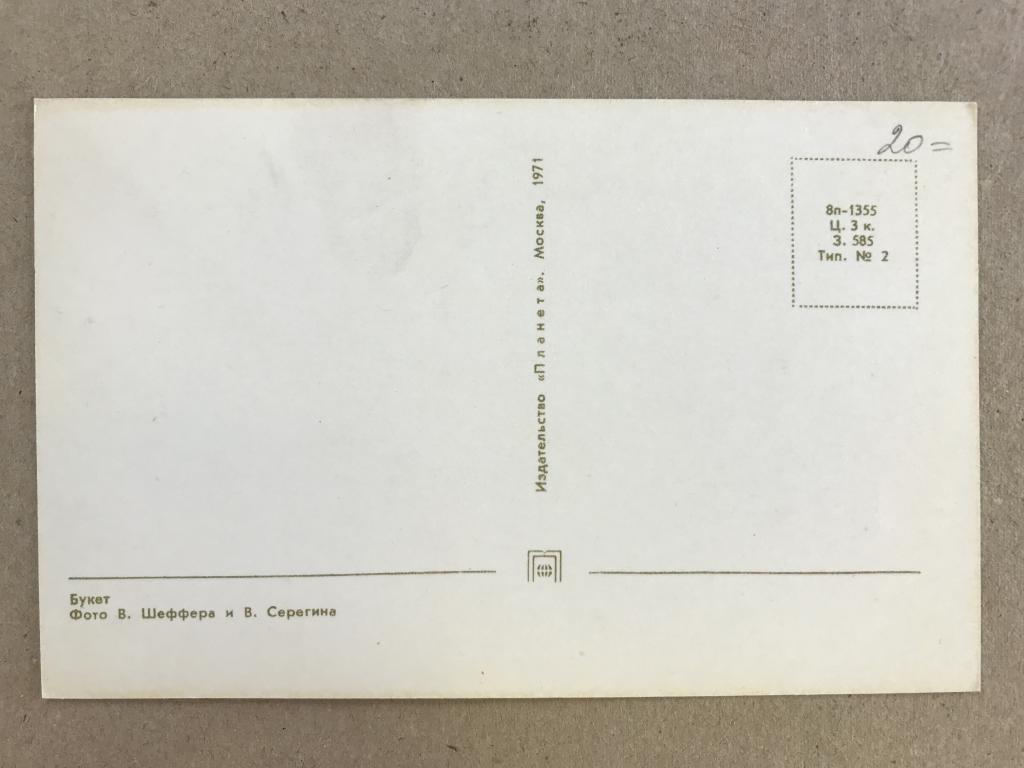 20=
8п-1355
Ц. 3 к.
З. 585
Тип. № 2
Издательство «Планета». Москва, 1971
Букет
Фото В. Шеффера и В. Серегина